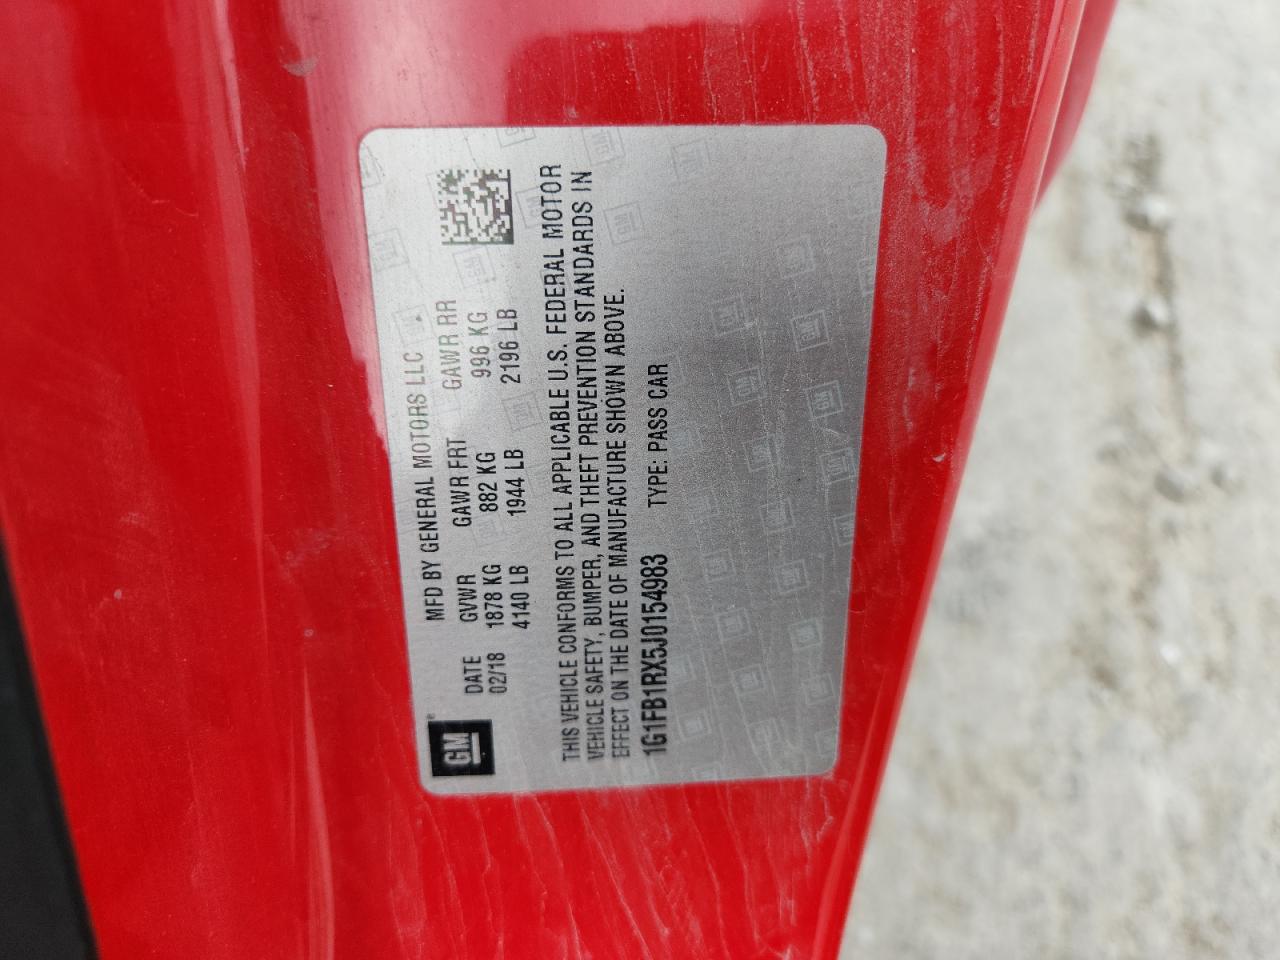 MFD BY GENERAL MOTORS LLC
GM
DATE GVWR GAWR FRT GAWR RR
02/18 1878 KG 882 KG 996 KG
4140 LB 1944 LB 2196 LB
THIS VEHICLE CONFORMS TO ALL APPLICABLE U.S. FEDERAL MOTOR
VEHICLE SAFETY, BUMPER, AND THEFT PREVENTION STANDARDS IN
EFFECT ON THE DATE OF MANUFACTURE SHOWN ABOVE.
1G1FB1RX5J0154983 TYPE: PASS CAR